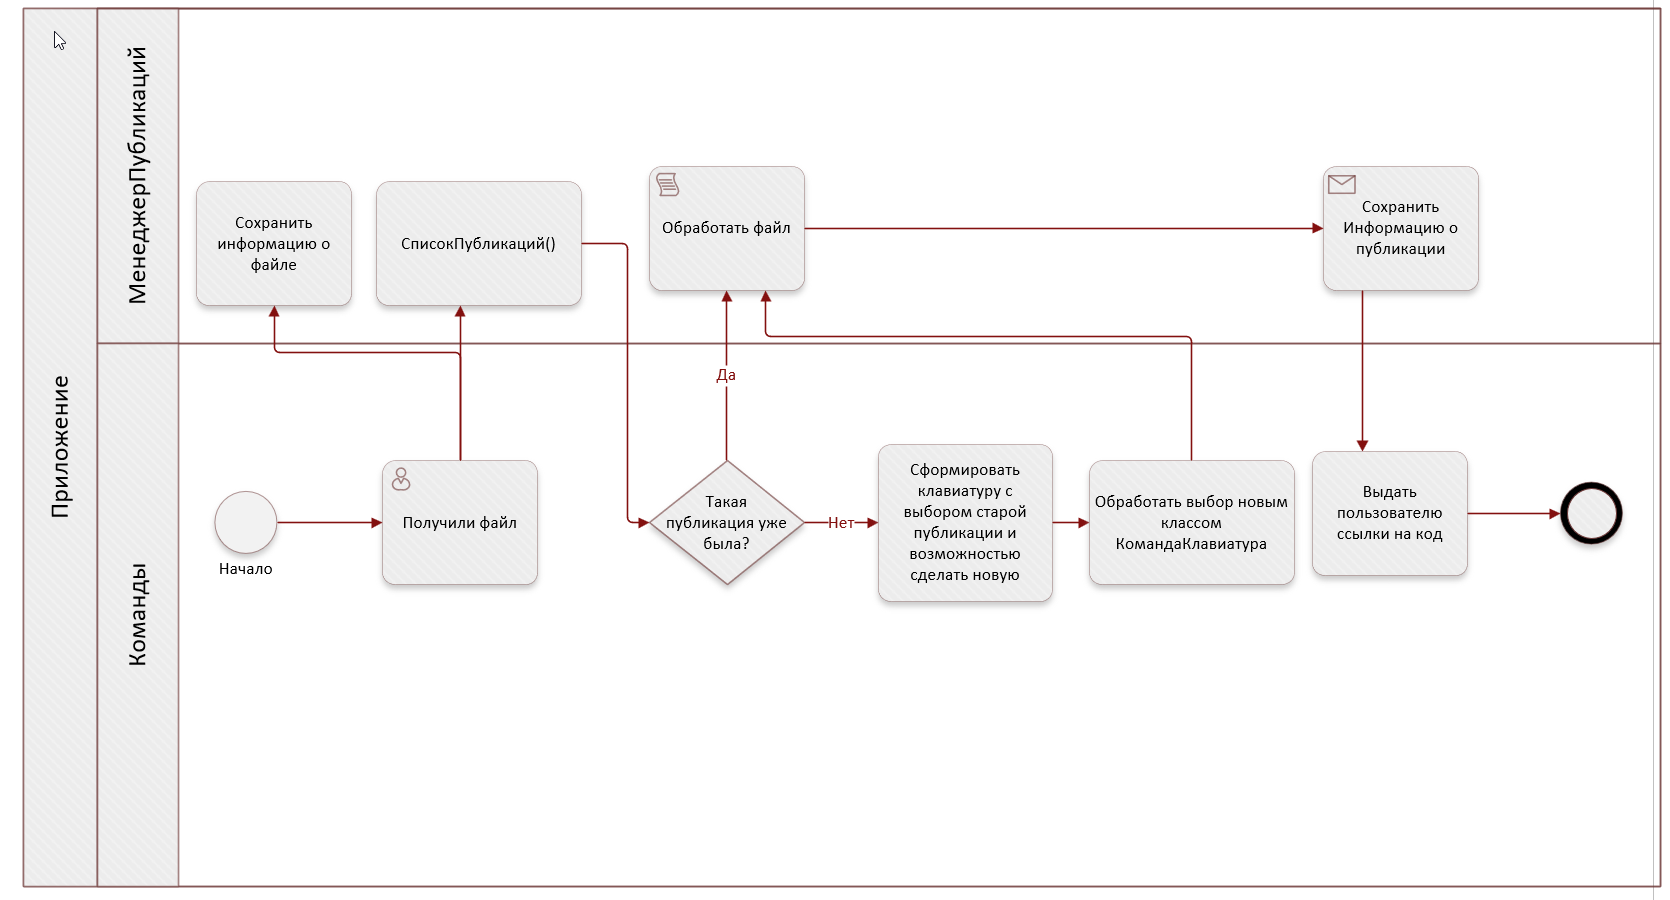 Приложение
МенеджерПубликаций
Сохранить
информацию о
файле
СписокПубликаций()
Обработать файл
Сохранить
Информацию о
публикации
Да
Команды
Начало
Получили файл
Такая
публикация уже
была?
Нет
Сформировать
клавиатуру с
выбором старой
публикации и
возможностью
сделать новую
Обработать выбор новым
классом
КомандаКлавиатура
Выдать
пользователю
ссылки на код